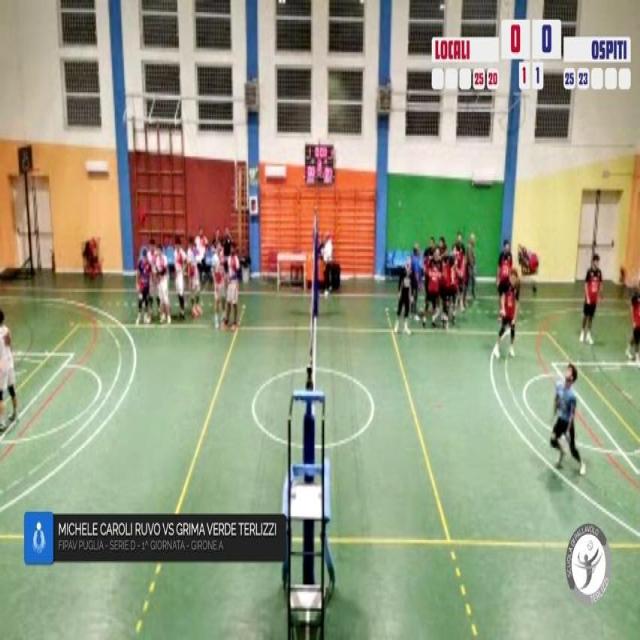 LOCALI 0 0 OSPITI
25 20 1 1 25 23
MICHELE CAROLI RUVO VS GRIMA VERDE TERLIZZI
FIPAV PUGLIA - SERIE D - 1^ GIORNATA - GIRONE A